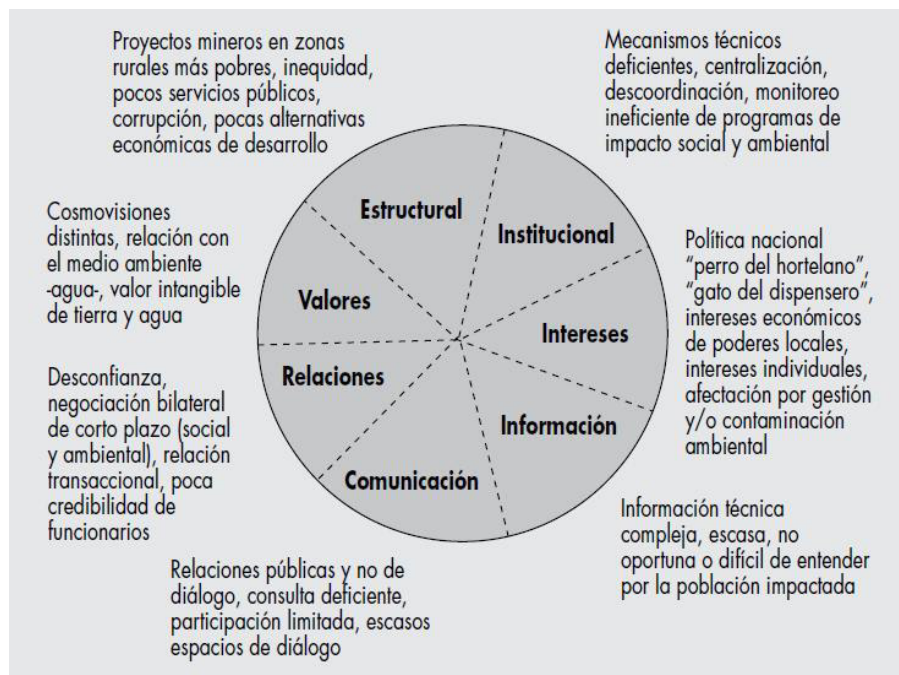 Proyectos mineros en zonas
rurales más pobres, inequidad,
pocos servicios públicos,
corrupción, pocas alternativas
económicas de desarrollo
Mecanismos técnicos
deficientes, centralización,
descoordinación, monitoreo
ineficiente de programas de
impacto social y ambiental
Estructural
Institucional
Cosmovisiones
distintas, relación con
el medio ambiente
-agua-, valor intangible
de tierra y agua
Valores
Intereses
Política nacional
“perro del hortelano”,
“gato del dispensero”,
intereses económicos
de poderes locales,
intereses individuales,
afectación por gestión
y/o contaminación
ambiental
Relaciones
Desconfianza,
negociación bilateral
de corto plazo (social
y ambiental), relación
transaccional, poca
credibilidad de
funcionarios
Información
Comunicación
Información técnica
compleja, escasa, no
oportuna o difícil de entender
por la población impactada
Relaciones públicas y no de
diálogo, consulta deficiente,
participación limitada, escasos
espacios de diálogo